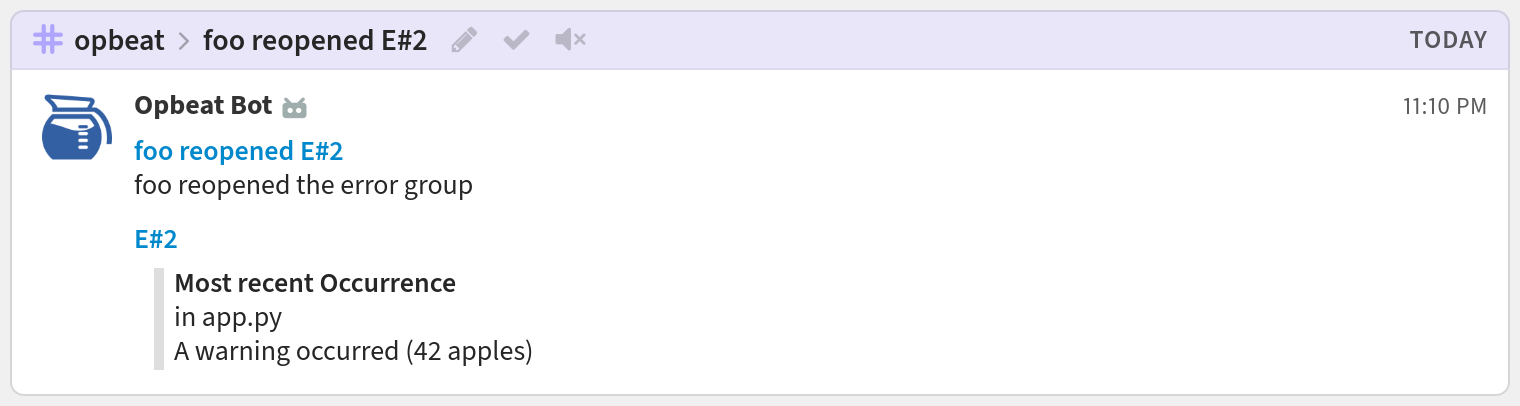 # opbeat > foo reopened E#2 TODAY
Opbeat Bot 11:10 PM
foo reopened E#2
foo reopened the error group
E#2
Most recent Occurrence
in app.py
A warning occurred (42 apples)